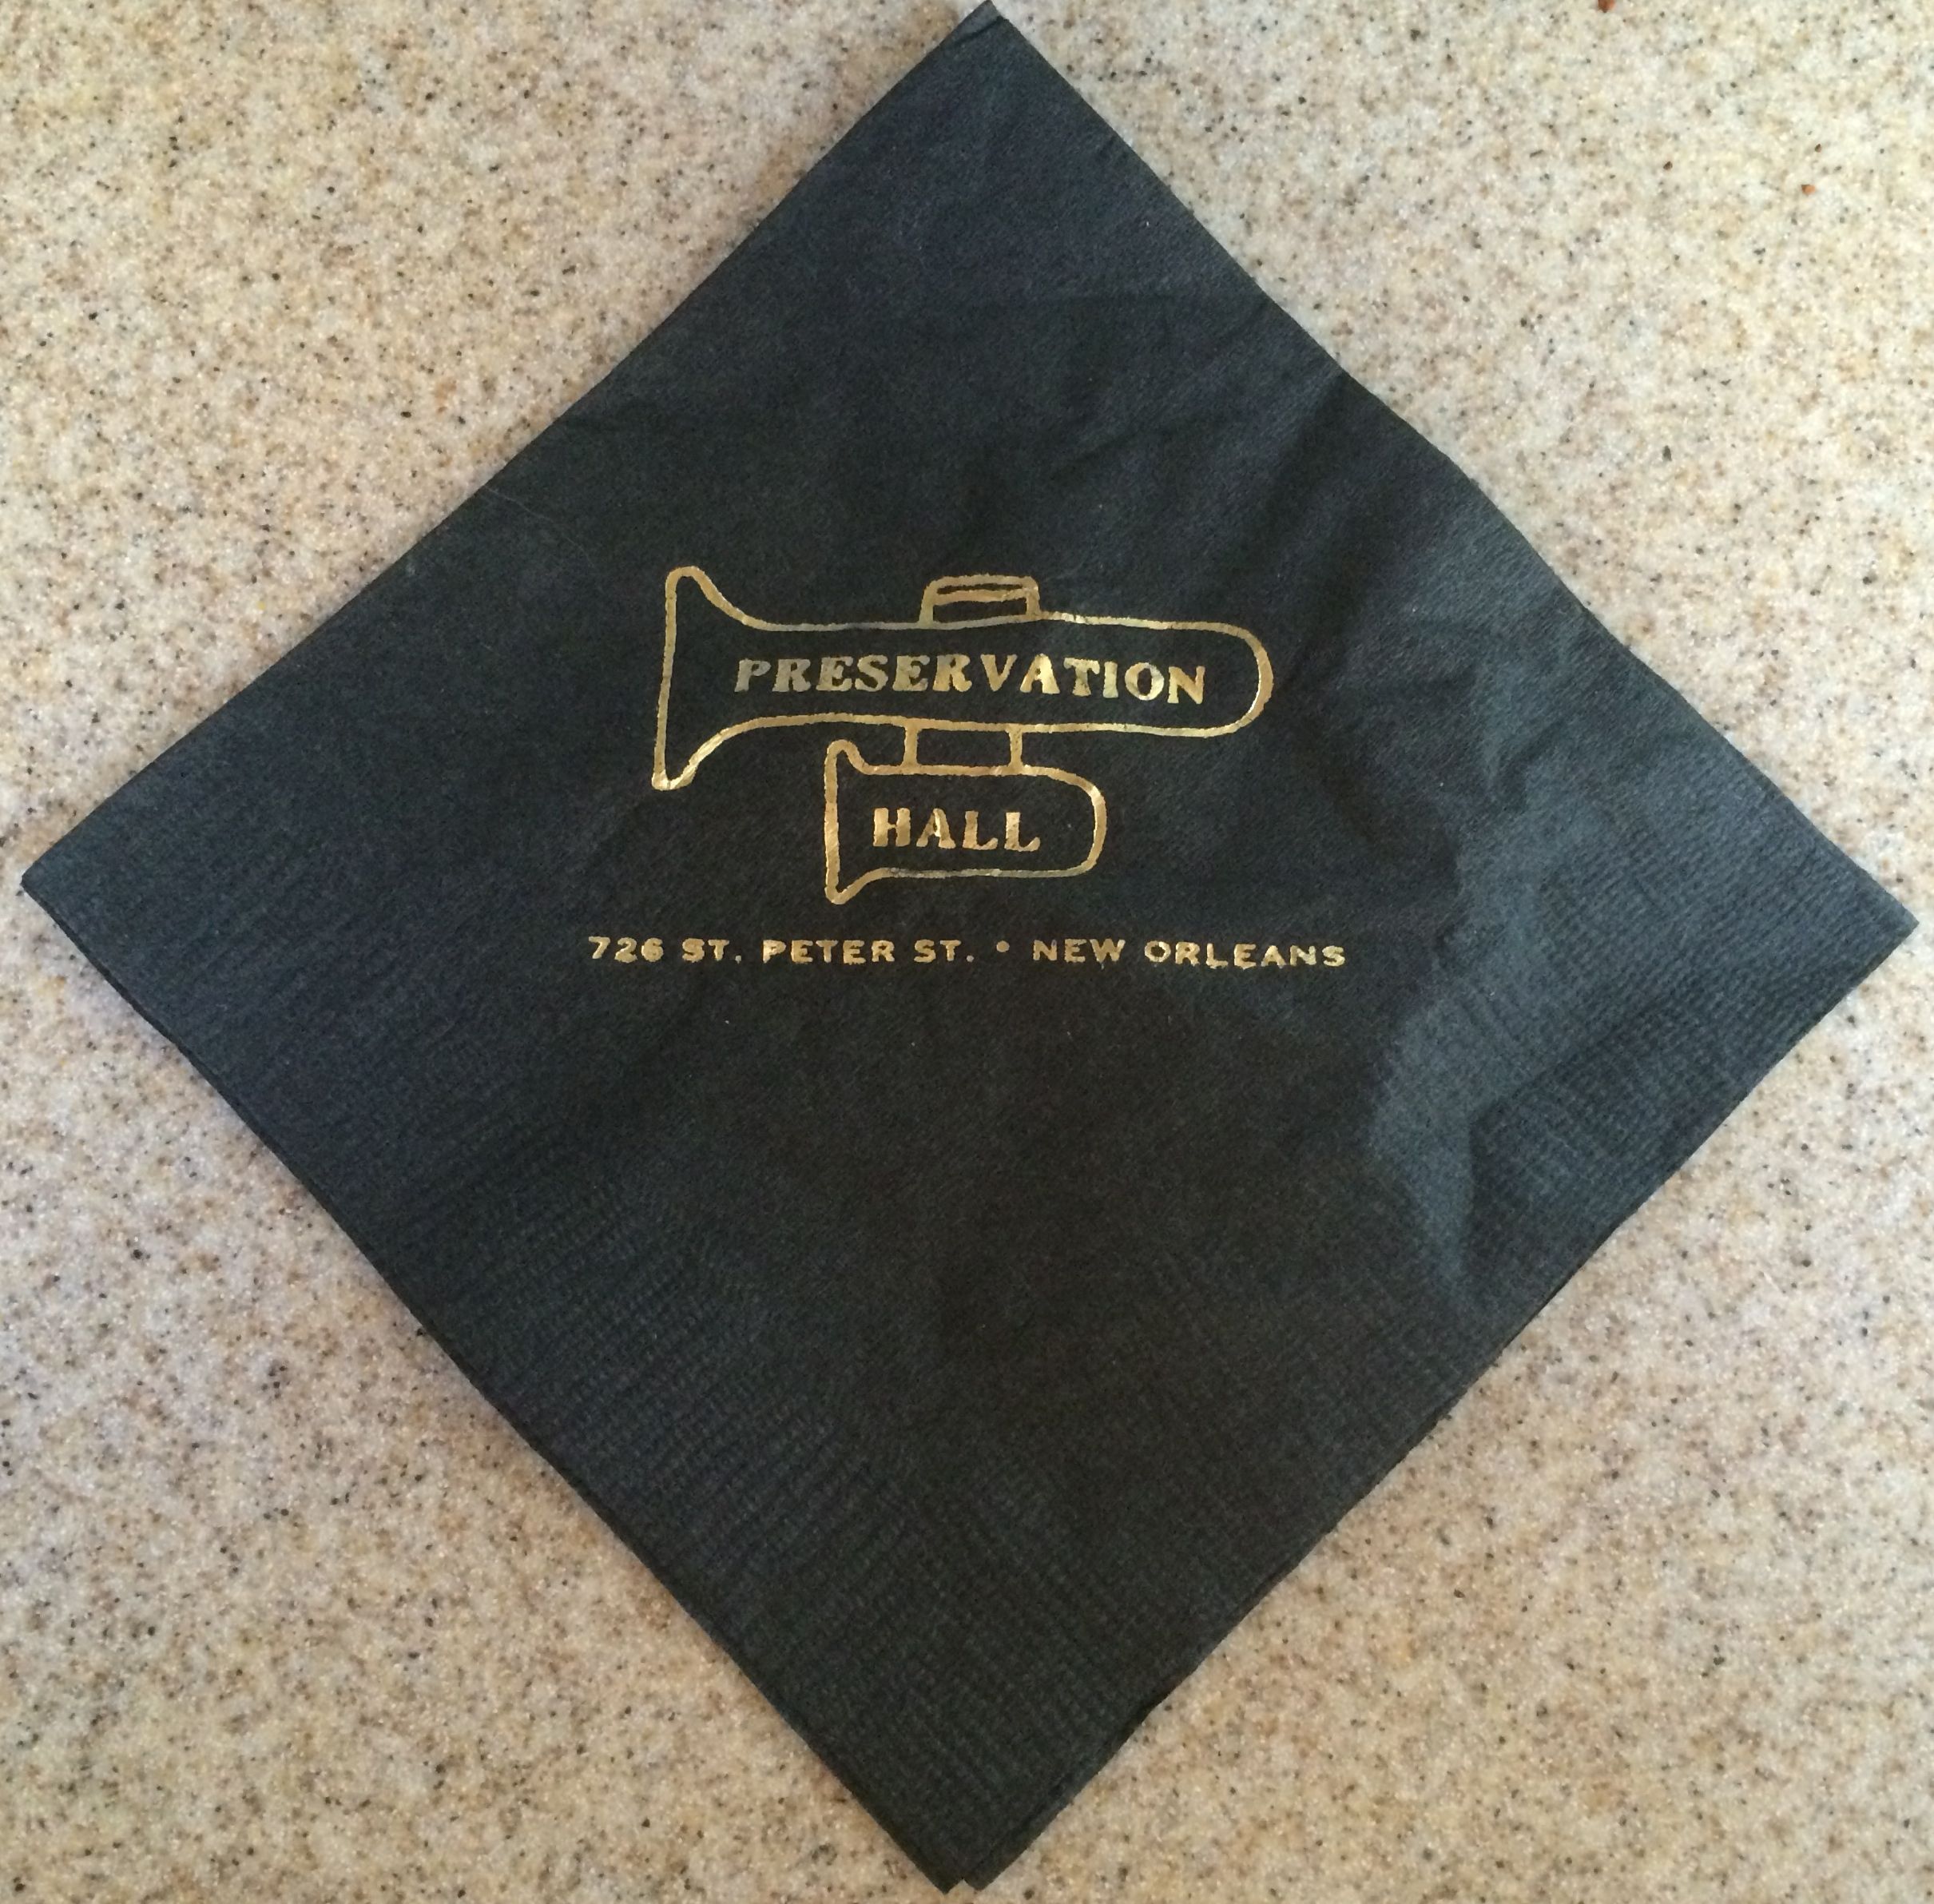 PRESERVATION
HALL
726 ST. PETER ST. • NEW ORLEANS